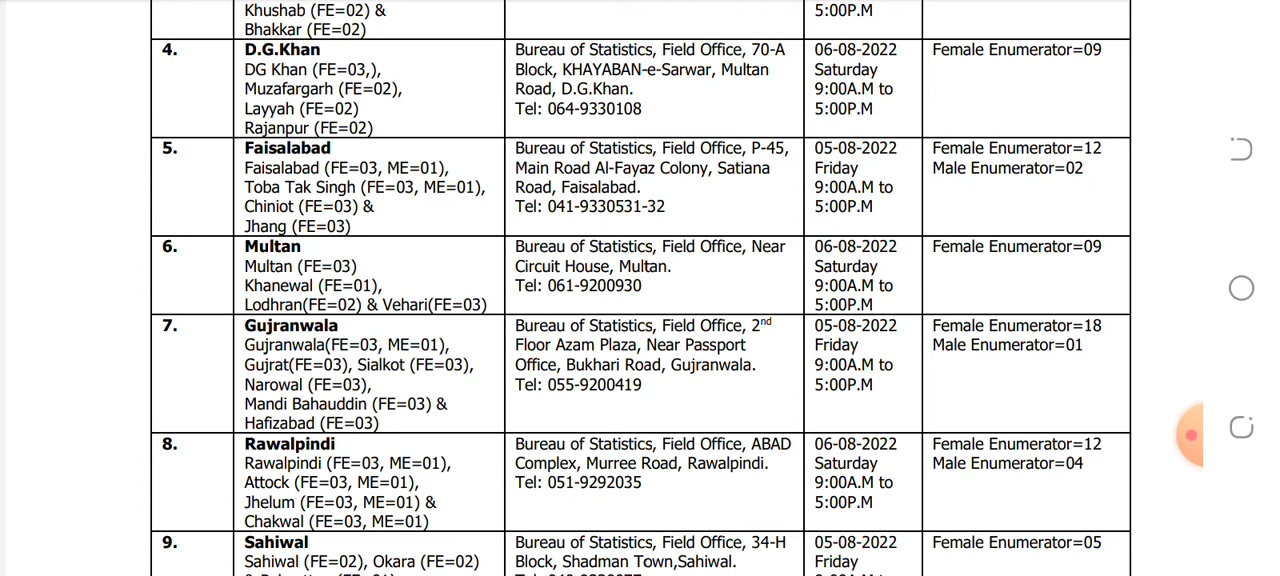 Khushab (FE=02) &
Bhakkar (FE=02)
5:00P.M
4.
D.G.Khan
DG Khan (FE=03,),
Muzafargarh (FE=02),
Layyah (FE=02)
Rajanpur (FE=02)
Bureau of Statistics, Field Office, 70-A
Block, KHAYABAN-e-Sarwar, Multan
Road, D.G.Khan.
Tel: 064-9330108
06-08-2022
Saturday
9:00A.M to
5:00P.M
Female Enumerator=09
5.
Faisalabad
Faisalabad (FE=03, ME=01),
Toba Tak Singh (FE=03, ME=01),
Chiniot (FE=03) &
Jhang (FE=03)
Bureau of Statistics, Field Office, P-45,
Main Road Al-Fayaz Colony, Satiana
Road, Faisalabad.
Tel: 041-9330531-32
05-08-2022
Friday
9:00A.M to
5:00P.M
Female Enumerator=12
Male Enumerator=02
6.
Multan
Multan (FE=03)
Khanewal (FE=01),
Lodhran(FE=02) & Vehari(FE=03)
Bureau of Statistics, Field Office, Near
Circuit House, Multan.
Tel: 061-9200930
06-08-2022
Saturday
9:00A.M to
5:00P.M
Female Enumerator=09
7.
Gujranwala
Gujranwala(FE=03, ME=01),
Gujrat(FE=03), Sialkot (FE=03),
Narowal (FE=03),
Mandi Bahauddin (FE=03) &
Hafizabad (FE=03)
Bureau of Statistics, Field Office, 2nd
Floor Azam Plaza, Near Passport
Office, Bukhari Road, Gujranwala.
Tel: 055-9200419
05-08-2022
Friday
9:00A.M to
5:00P.M
Female Enumerator=18
Male Enumerator=01
8.
Rawalpindi
Rawalpindi (FE=03, ME=01),
Attock (FE=03, ME=01),
Jhelum (FE=03, ME=01) &
Chakwal (FE=03, ME=01)
Bureau of Statistics, Field Office, ABAD
Complex, Murree Road, Rawalpindi.
Tel: 051-9292035
06-08-2022
Saturday
9:00A.M to
5:00P.M
Female Enumerator=12
Male Enumerator=04
9.
Sahiwal
Sahiwal (FE=02), Okara (FE=02)
Bureau of Statistics, Field Office, 34-H
Block, Shadman Town,Sahiwal.
05-08-2022
Friday
Female Enumerator=05